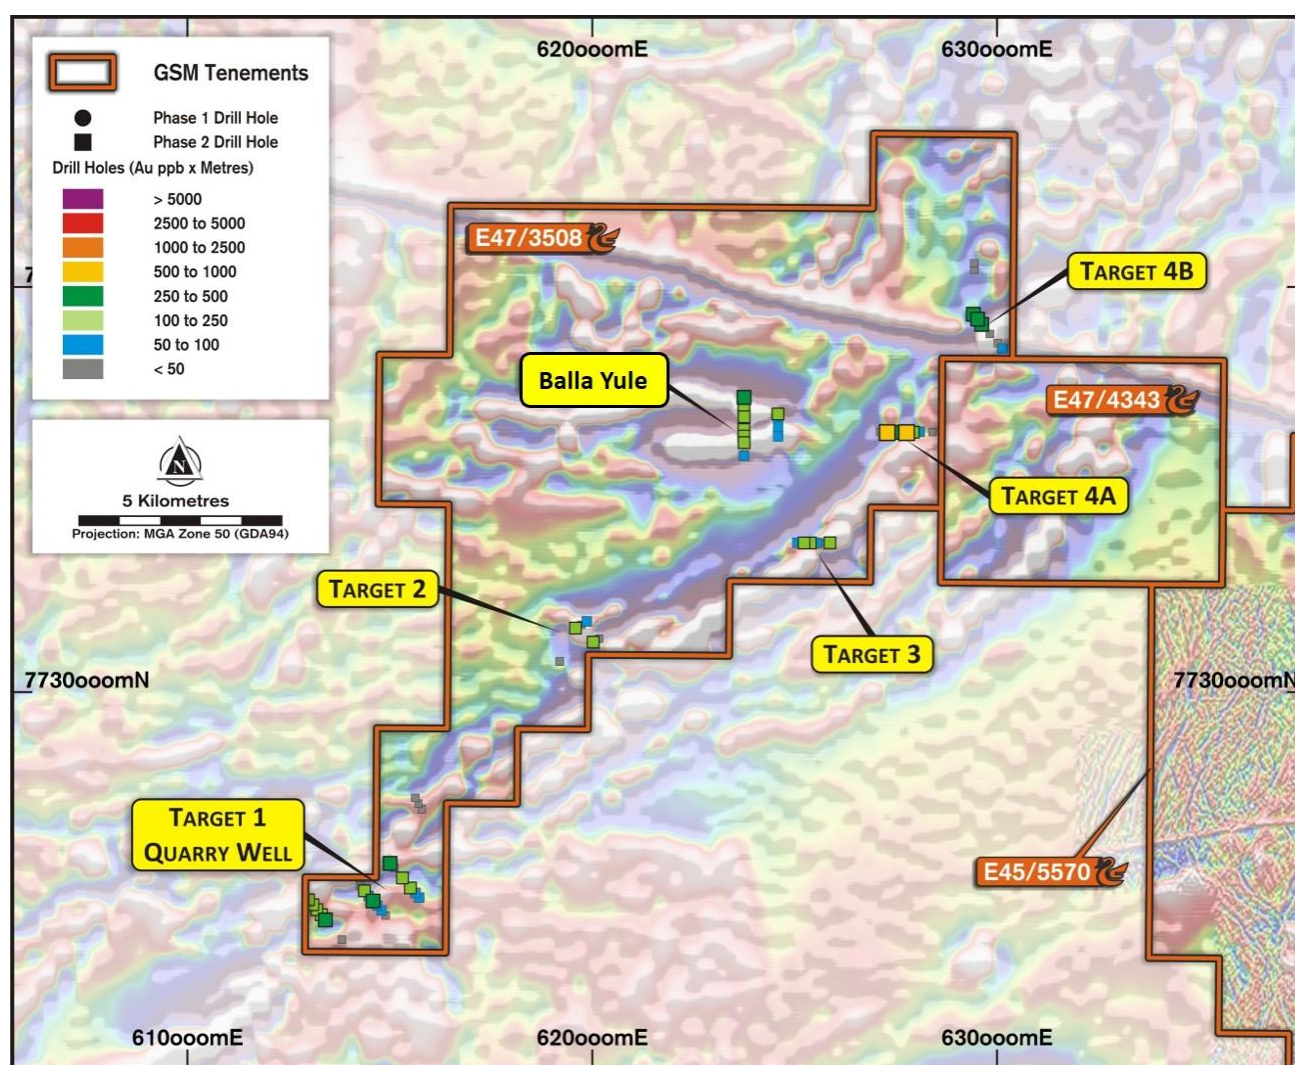 620000mE
630000mE
GSM Tenements
Phase 1 Drill Hole
Phase 2 Drill Hole
Drill Holes (Au ppb x Metres)
> 5000
2500 to 5000
1000 to 2500
500 to 1000
250 to 500
100 to 250
50 to 100
< 50
N
5 Kilometres
Projection: MGA Zone 50 (GDA94)
E47/3508
TARGET 4B
Balla Yule
E47/4343
TARGET 4A
TARGET 2
TARGET 3
7730000mN
7730000mN
TARGET 1
QUARRY WELL
E45/5570
610000mE
620000mE
630000mE